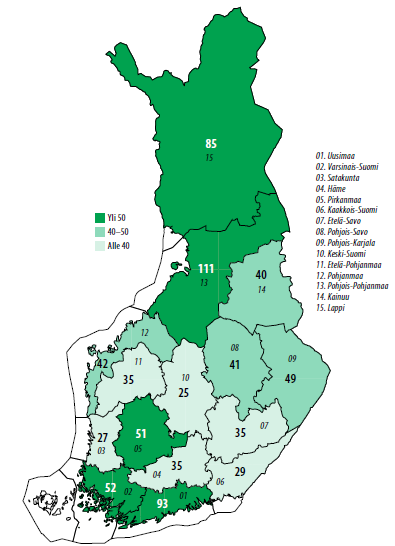 85
15
01. Uusimaa
02. Varsinais-Suomi
03. Satakunta
04. Häme
05. Pirkanmaa
06. Kaakkois-Suomi
07. Etelä-Savo
08. Pohjois-Savo
09. Pohjois-Karjala
10. Keski-Suomi
11. Etelä-Pohjanmaa
12. Pohjanmaa
13. Pohjois-Pohjanmaa
14. Kainuu
15. Lappi
Yli 50
40–50
Alle 40
111
13
40
14
12
42
11
35
10
25
08
41
09
49
27
03
51
05
35
07
35
04
29
06
52
02
93
01